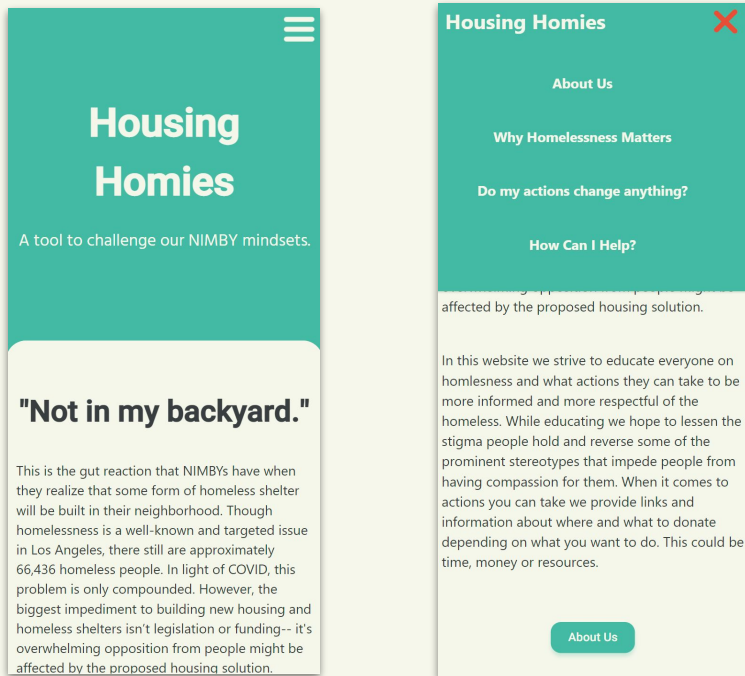 Housing
Homies
A tool to challenge our NIMBY mindsets.
"Not in my backyard."
This is the gut reaction that NIMBYs have when
they realize that some form of homeless shelter
will be built in their neighborhood. Though
homelessness is a well-known and targeted issue
in Los Angeles, there still are approximately
66,436 homeless people. In light of COVID, this
problem is only compounded. However, the
biggest impediment to building new housing and
homeless shelters isn't legislation or funding-- it's
overwhelming opposition from people might be
affected by the proposed housing solution.
Housing Homies
About Us
Why Homelessness Matters
Do my actions change anything?
How Can I Help?
affected by the proposed housing solution.
In this website we strive to educate everyone on
homlesness and what actions they can take to be
more informed and more respectful of the
homeless. While educating we hope to lessen the
stigma people hold and reverse some of the
prominent stereotypes that impede people from
having compassion for them. When it comes to
actions you can take we provide links and
information about where and what to donate
depending on what you want to do. This could be
time, money or resources.
About Us